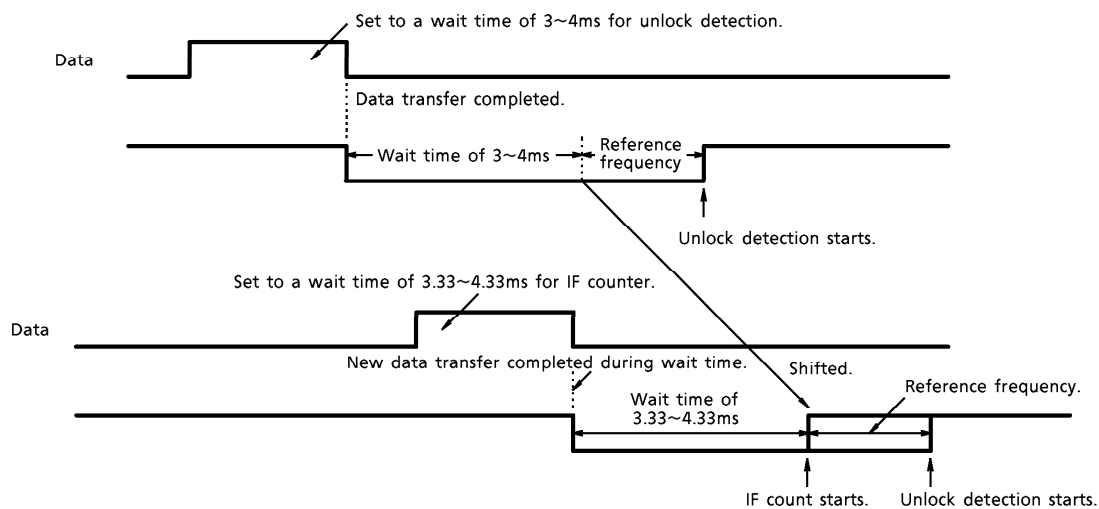 Set to a wait time of 3~4ms for unlock detection.
Data
Data transfer completed.
Wait time of 3~4ms
Reference
frequency
Unlock detection starts.
Set to a wait time of 3.33~4.33ms for IF counter.
Data
New data transfer completed during wait time.
Shifted.
Reference frequency.
Wait time of
3.33~4.33ms
IF count starts.
Unlock detection starts.